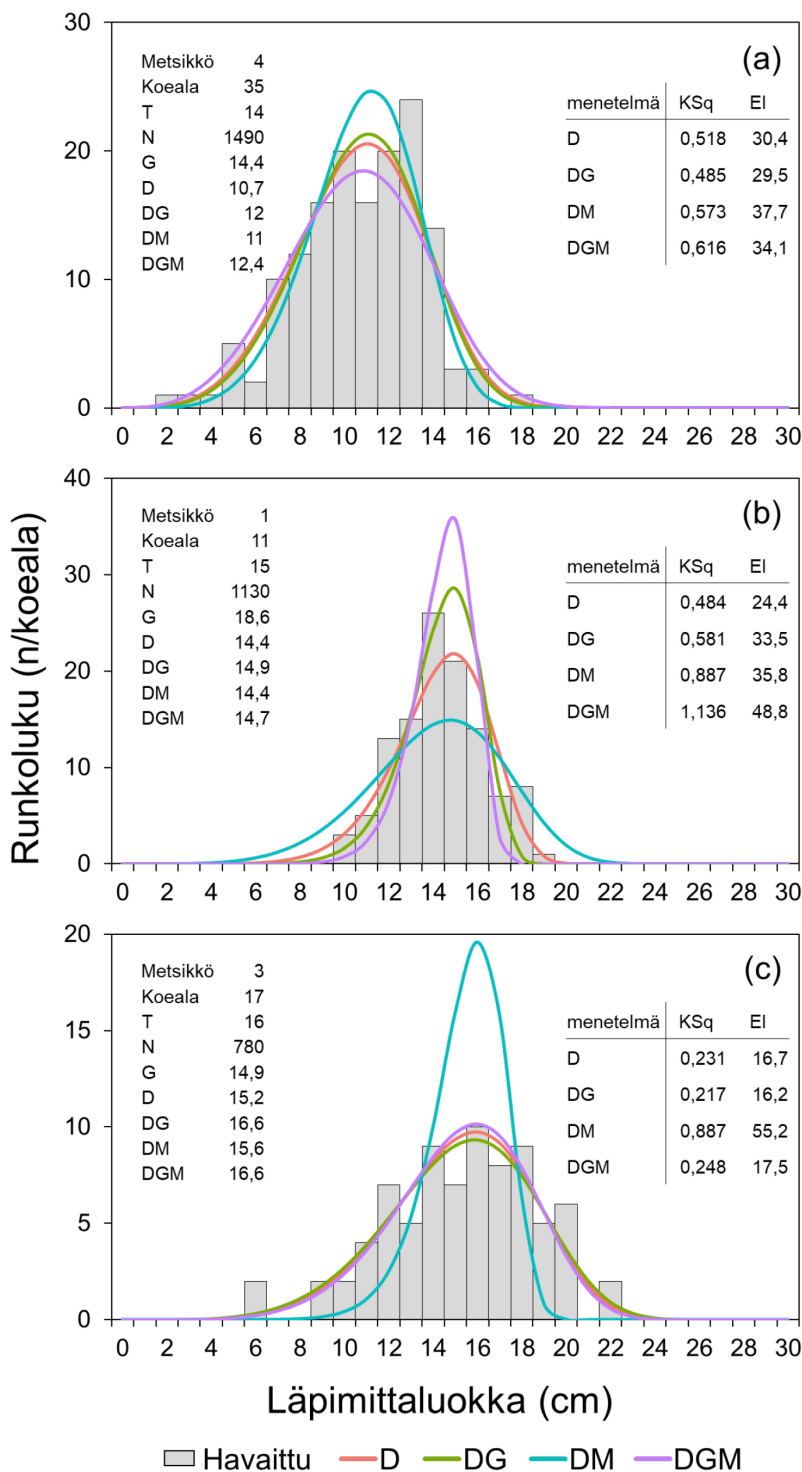 Runkoluku (n/koeala)
(a)
Metsikkö 4
Koeala 35
T 14
N 1490
G 14,4
D 10,7
DG 12
DM 11
DGM 12,4
menetelmä KSq EI
D 0,518 30,4
DG 0,485 29,5
DM 0,573 37,7
DGM 0,616 34,1
30
20
10
0
0 2 4 6 8 10 12 14 16 18 20 22 24 26 28 30
(b)
Metsikkö 1
Koeala 11
T 15
N 1130
G 18,6
D 14,4
DG 14,9
DM 14,4
DGM 14,7
menetelmä KSq EI
D 0,484 24,4
DG 0,581 33,5
DM 0,887 35,8
DGM 1,136 48,8
40
30
20
10
0
0 2 4 6 8 10 12 14 16 18 20 22 24 26 28 30
(c)
Metsikkö 3
Koeala 17
T 16
N 780
G 14,9
D 15,2
DG 16,6
DM 15,6
DGM 16,6
menetelmä KSq EI
D 0,231 16,7
DG 0,217 16,2
DM 0,887 55,2
DGM 0,248 17,5
20
15
10
5
0
0 2 4 6 8 10 12 14 16 18 20 22 24 26 28 30
Läpimittaluokka (cm)
Havaittu D DG DM DGM